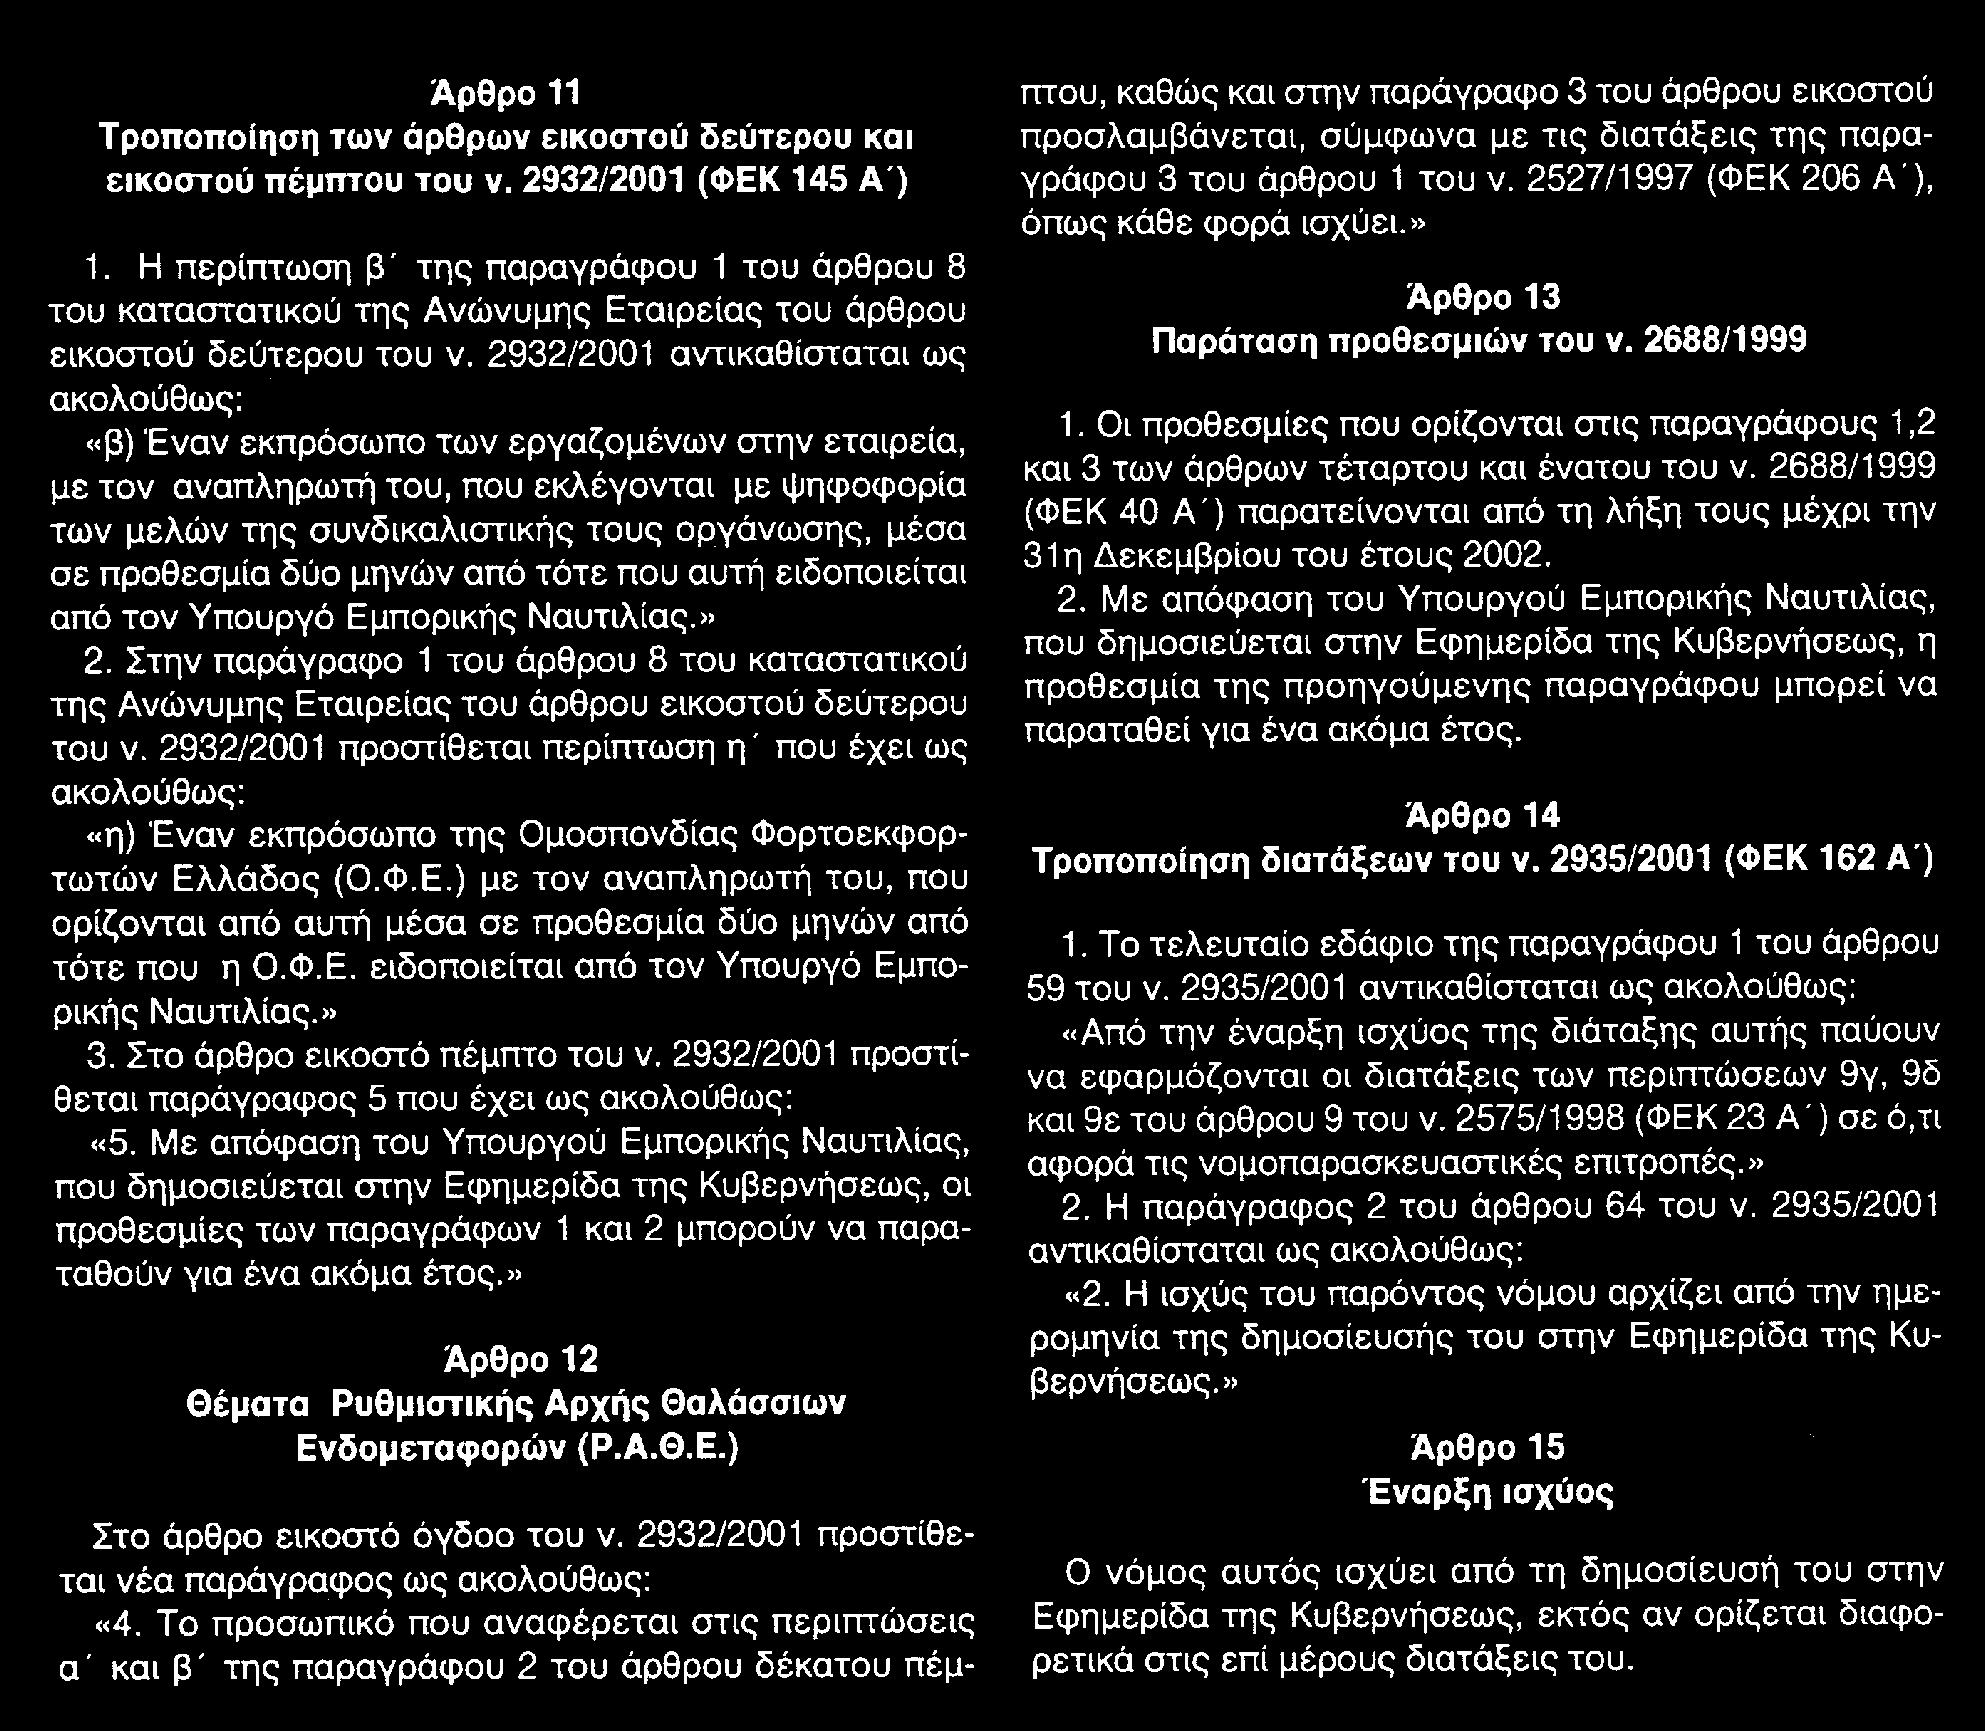 Άρθρο 11
Τροποποίηση των άρθρων εικοστού δεύτερου και
εικοστού πέμπτου του ν. 2932/2001 (ΦΕΚ 145 Α΄)
1. Η περίπτωση β΄ της παραγράφου 1 του άρθρου 8
του καταστατικού της Ανώνυμης Εταιρείας του άρθρου
εικοστού δεύτερου του ν. 2932/2001 αντικαθίσταται ως
ακολούθως:
«β) Έναν εκπρόσωπο των εργαζομένων στην εταιρεία,
με τον αναπληρωτή του, που εκλέγονται με ψηφοφορία
των μελών της συνδικαλιστικής τους οργάνωσης, μέσα
σε προθεσμία δύο μηνών από τότε που αυτή ειδοποιείται
από τον Υπουργό Εμπορικής Ναυτιλίας.»
2. Στην παράγραφο 1 του άρθρου 8 του καταστατικού
της Ανώνυμης Εταιρείας του άρθρου εικοστού δεύτερου
του ν. 2932/2001 προστίθεται περίπτωση η΄ που έχει ως
ακολούθως:
«η) Έναν εκπρόσωπο της Ομοσπονδίας Φορτοεκφορ-
τωτών Ελλάδος (Ο.Φ.Ε.) με τον αναπληρωτή του, που
ορίζονται από αυτή μέσα σε προθεσμία δύο μηνών από
τότε που η Ο.Φ.Ε. ειδοποιείται από τον Υπουργό Εμπο-
ρικής Ναυτιλίας.»
3. Στο άρθρο εικοστό πέμπτο του ν. 2932/2001 προστί-
θεται παράγραφος 5 που έχει ως ακολούθως:
«5. Με απόφαση του Υπουργού Εμπορικής Ναυτιλίας,
που δημοσιεύεται στην Εφημερίδα της Κυβερνήσεως, οι
προθεσμίες των παραγράφων 1 και 2 μπορούν να παρα-
ταθούν για ένα ακόμα έτος.»
Άρθρο 12
Θέματα Ρυθμιστικής Αρχής Θαλάσσιων
Ενδομεταφορών (Ρ.Α.Θ.Ε.)
Στο άρθρο εικοστό όγδοο του ν. 2932/2001 προστίθε-
ται νέα παράγραφος ως ακολούθως:
«4. Το προσωπικό που αναφέρεται στις περιπτώσεις
α΄ και β΄ της παραγράφου 2 του άρθρου δέκατου πέμ-
πτου, καθώς και στην παράγραφο 3 του άρθρου εικοστού
προσλαμβάνεται, σύμφωνα με τις διατάξεις της παρα-
γράφου 3 του άρθρου 1 του ν. 2527/1997 (ΦΕΚ 206 Α΄),
όπως κάθε φορά ισχύει.»
Άρθρο 13
Παράταση προθεσμιών του ν. 2688/1999
1. Οι προθεσμίες που ορίζονται στις παραγράφους 1,2
και 3 των άρθρων τέταρτου και ένατου του ν. 2688/1999
(ΦΕΚ 40 Α΄) παρατείνονται από τη λήξη τους μέχρι την
31η Δεκεμβρίου του έτους 2002.
2. Με απόφαση του Υπουργού Εμπορικής Ναυτιλίας,
που δημοσιεύεται στην Εφημερίδα της Κυβερνήσεως, η
προθεσμία της προηγούμενης παραγράφου μπορεί να
παραταθεί για ένα ακόμα έτος.
Άρθρο 14
Τροποποίηση διατάξεων του ν. 2935/2001 (ΦΕΚ 162 Α΄)
1. Το τελευταίο εδάφιο της παραγράφου 1 του άρθρου
59 του ν. 2935/2001 αντικαθίσταται ως ακολούθως:
«Από την έναρξη ισχύος της διάταξης αυτής παύουν
να εφαρμόζονται οι διατάξεις των περιπτώσεων 9γ, 9δ
και 9ε του άρθρου 9 του ν. 2575/1998 (ΦΕΚ 23 Α΄) σε ό,τι
αφορά τις νομοπαρασκευαστικές επιτροπές.»
2. Η παράγραφος 2 του άρθρου 64 του ν. 2935/2001
αντικαθίσταται ως ακολούθως:
«2. Η ισχύς του παρόντος νόμου αρχίζει από την ημε-
ρομηνία της δημοσίευσής του στην Εφημερίδα της Κυ-
βερνήσεως.»
Άρθρο 15
Έναρξη ισχύος
Ο νόμος αυτός ισχύει από τη δημοσίευσή του στην
Εφημερίδα της Κυβερνήσεως, εκτός αν ορίζεται διαφο-
ρετικά στις επί μέρους διατάξεις του.